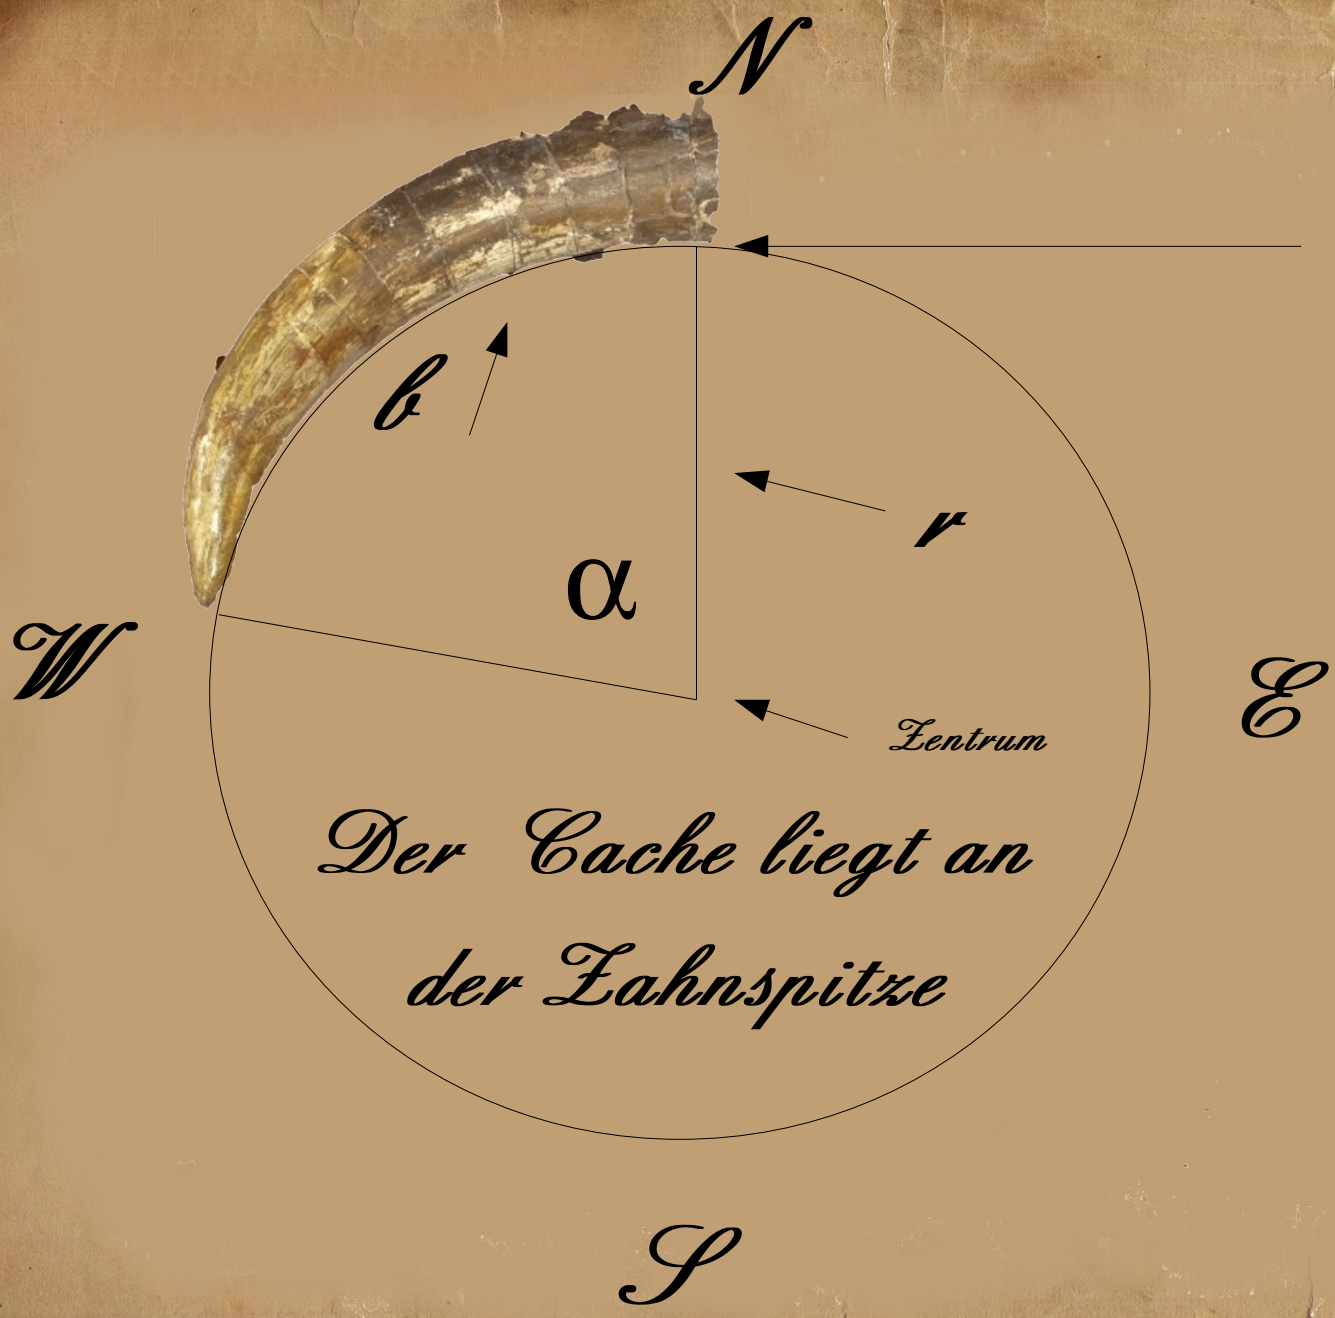 N
b
r
α
W
E
Zentrum
Der Cache liegt an
der Zahnspitze
S